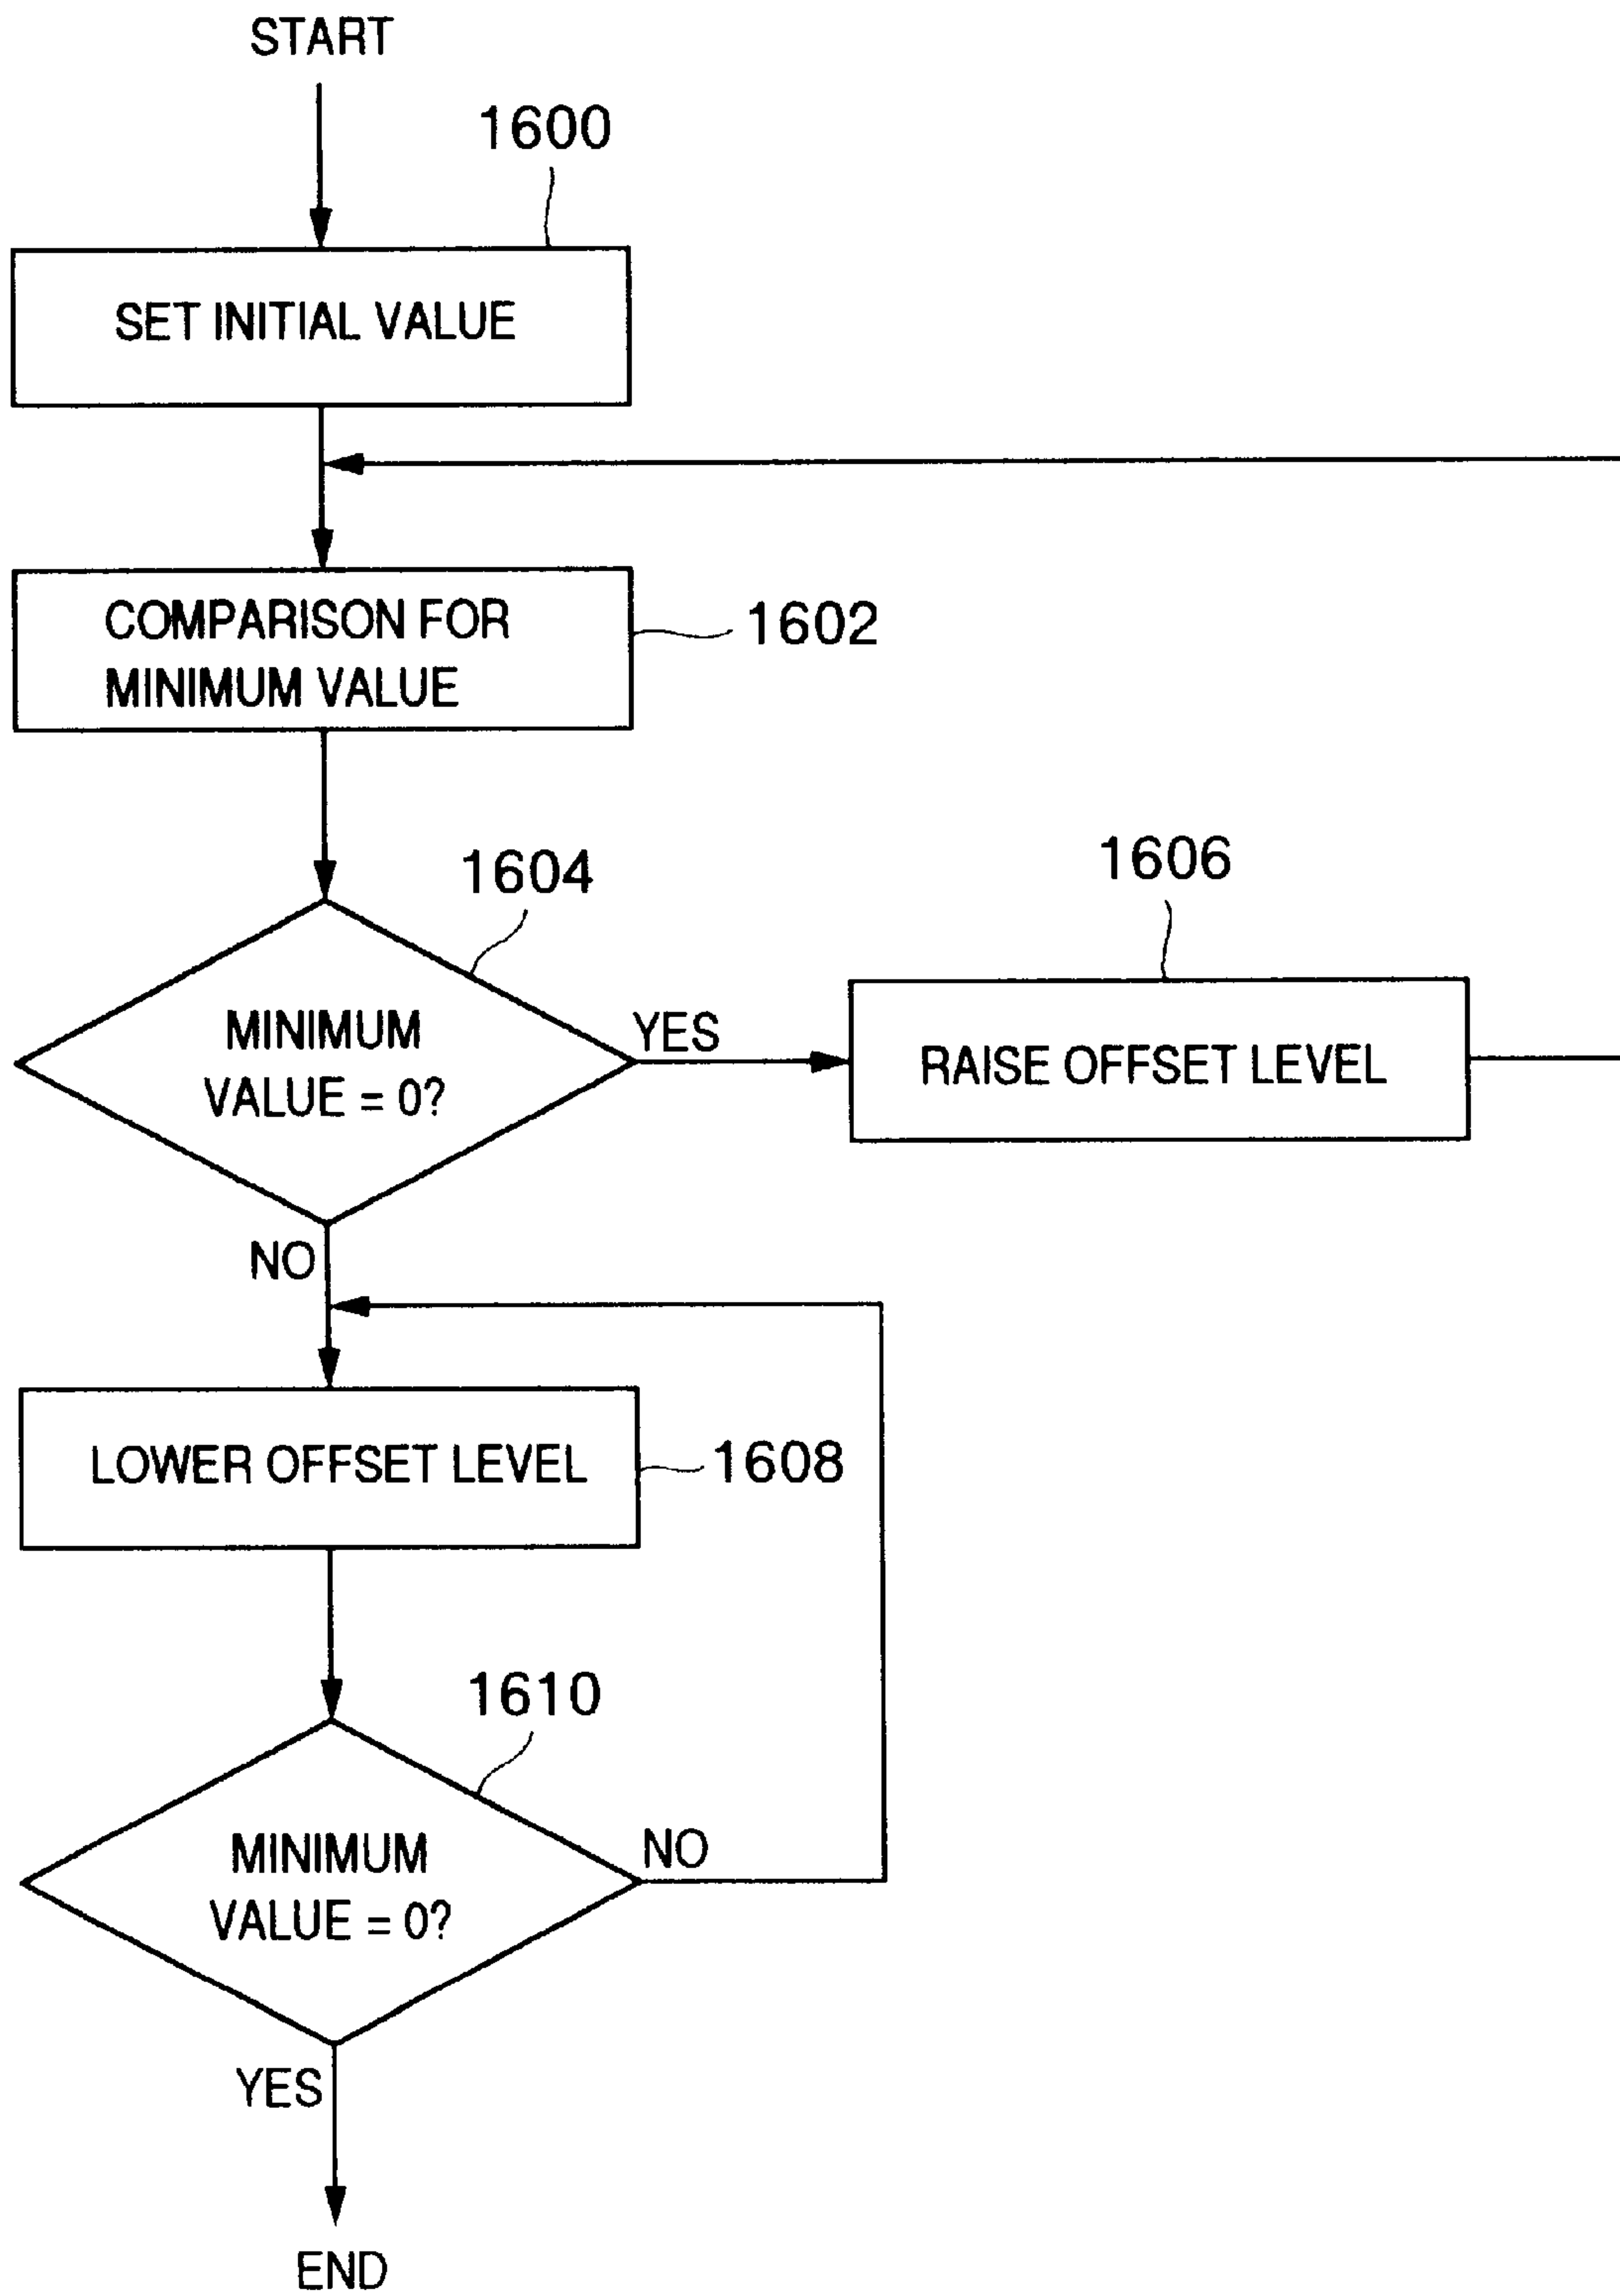 START
1600
SET INITIAL VALUE
COMPARISON FOR
MINIMUM VALUE
1602
1604
MINIMUM
VALUE = 0?
YES
1606
RAISE OFFSET LEVEL
NO
LOWER OFFSET LEVEL
1608
1610
MINIMUM
VALUE = 0?
NO
YES
END